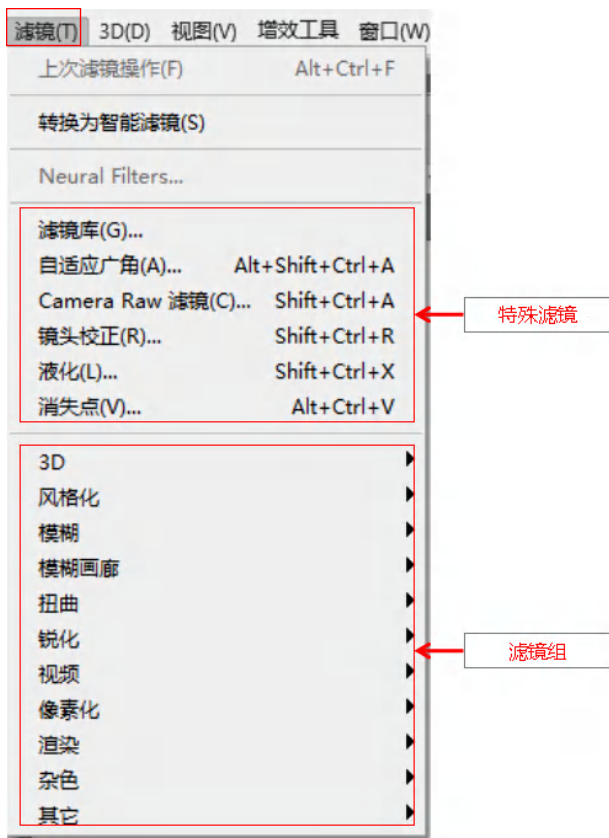 滤镜(T) 3D(D) 视图(V) 增效工具 窗口(W)
上次滤镜操作(F) Alt+Ctrl+F
转换为智能滤镜(S)
Neural Filters...
滤镜库(G)...
自适应广角(A)... Alt+Shift+Ctrl+A
Camera Raw 滤镜(C)... Shift+Ctrl+A
镜头校正(R)... Shift+Ctrl+R
液化(L)... Shift+Ctrl+X
消失点(V)... Alt+Ctrl+V
特殊滤镜
3D
风格化
模糊
模糊画廊
扭曲
锐化
视频
像素化
渲染
杂色
其它
滤镜组